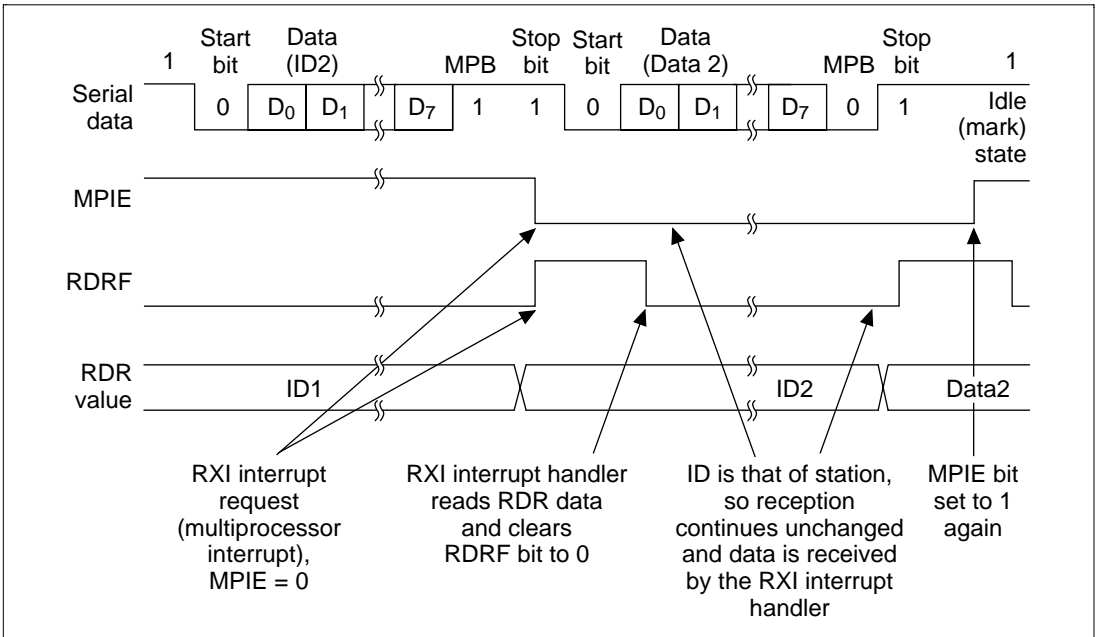 Start bit
Data (ID2)
Stop bit
Start bit
Data (Data 2)
Stop bit
1
MPB
MPB
1
Serial data
0
D0
D1
D7
1
1
0
D0
D1
D7
0
1
Idle (mark) state
MPIE
RDRF
RDR value
ID1
ID2
Data2
RXI interrupt request (multiprocessor interrupt), MPIE = 0
RXI interrupt handler reads RDR data and clears RDRF bit to 0
ID is that of station, so reception continues unchanged and data is received by the RXI interrupt handler
MPIE bit set to 1 again